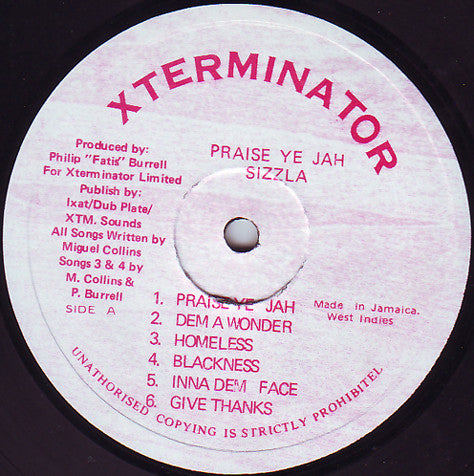 XTERMINATOR
PRAISE YE JAH
SIZZLA
Produced by:
Philip "Fatis" Burrell
For Xterminator Limited
Publish by:
Ixat/Dub Plate/
XTM. Sounds
All Songs Written by
Miguel Collins
Songs 3 & 4 by
M. Collins &
P. Burrell
SIDE A
1. PRAISE YE JAH
2. DEM A WONDER
3. HOMELESS
4. BLACKNESS
5. INNA DEM FACE
6. GIVE THANKS
Made in Jamaica.
West Indies
UNATHORISED COPYING IS STRICTLY PROHIBITEL